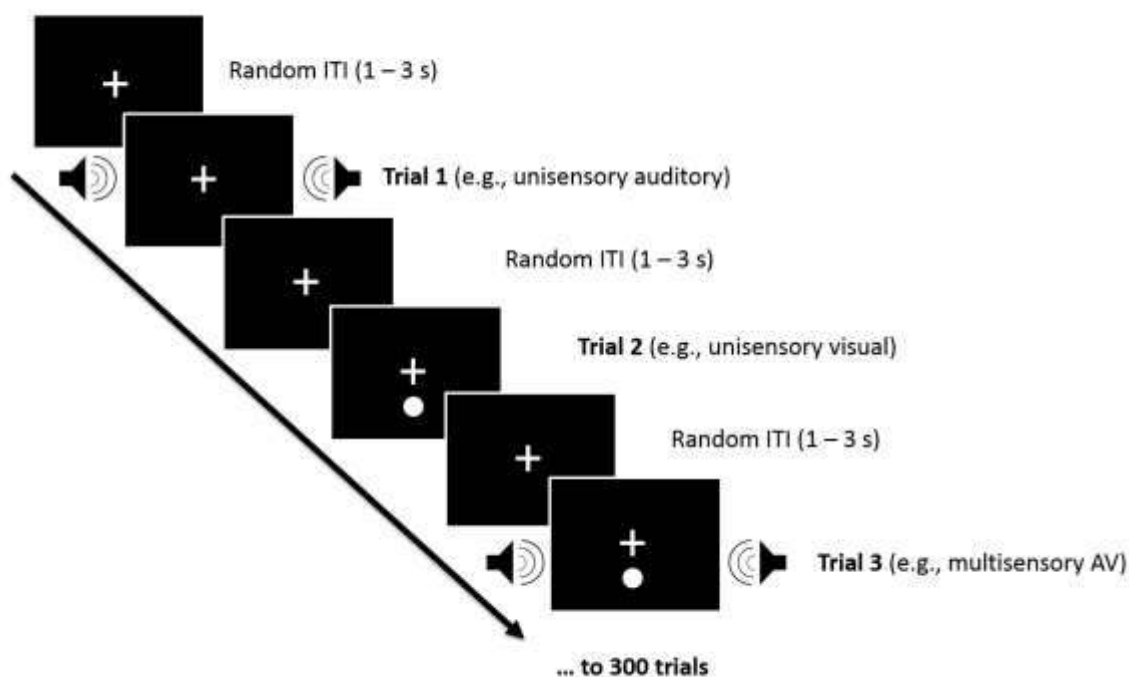 Random ITI (1 – 3 s)
Trial 1 (e.g., unisensory auditory)
Random ITI (1 – 3 s)
Trial 2 (e.g., unisensory visual)
Random ITI (1 – 3 s)
Trial 3 (e.g., multisensory AV)
... to 300 trials